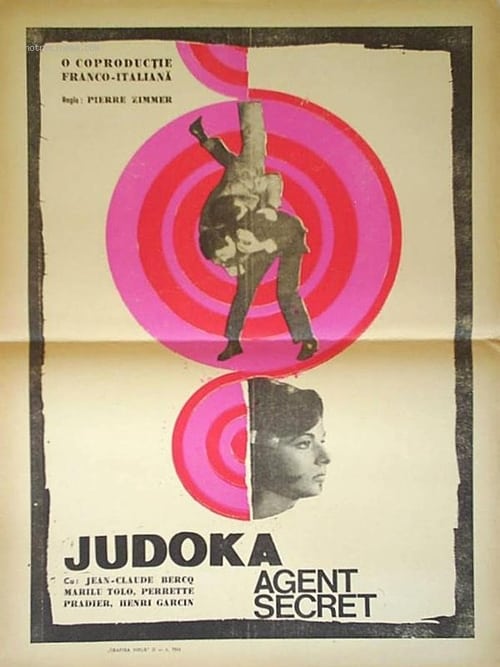 O COPRODUCȚIE
FRANCO-ITALIANĂ
Regia: PIERRE ZIMMER
JUDOKA
AGENT
SECRET
Cu: JEAN-CLAUDE BERCQ
MARILU TOLO, PERRETTE
PRADIER, HENRI GARCIN